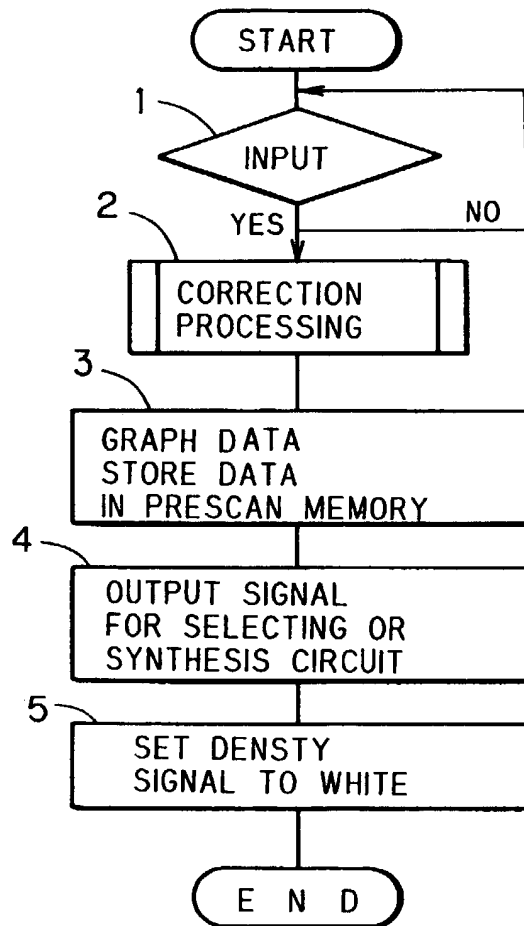 START
1
INPUT
YES
NO
2
CORRECTION
PROCESSING
3
GRAPH DATA
STORE DATA
IN PRESCAN MEMORY
4
OUTPUT SIGNAL
FOR SELECTING OR
SYNTHESIS CIRCUIT
5
SET DENSTY
SIGNAL TO WHITE
E N D